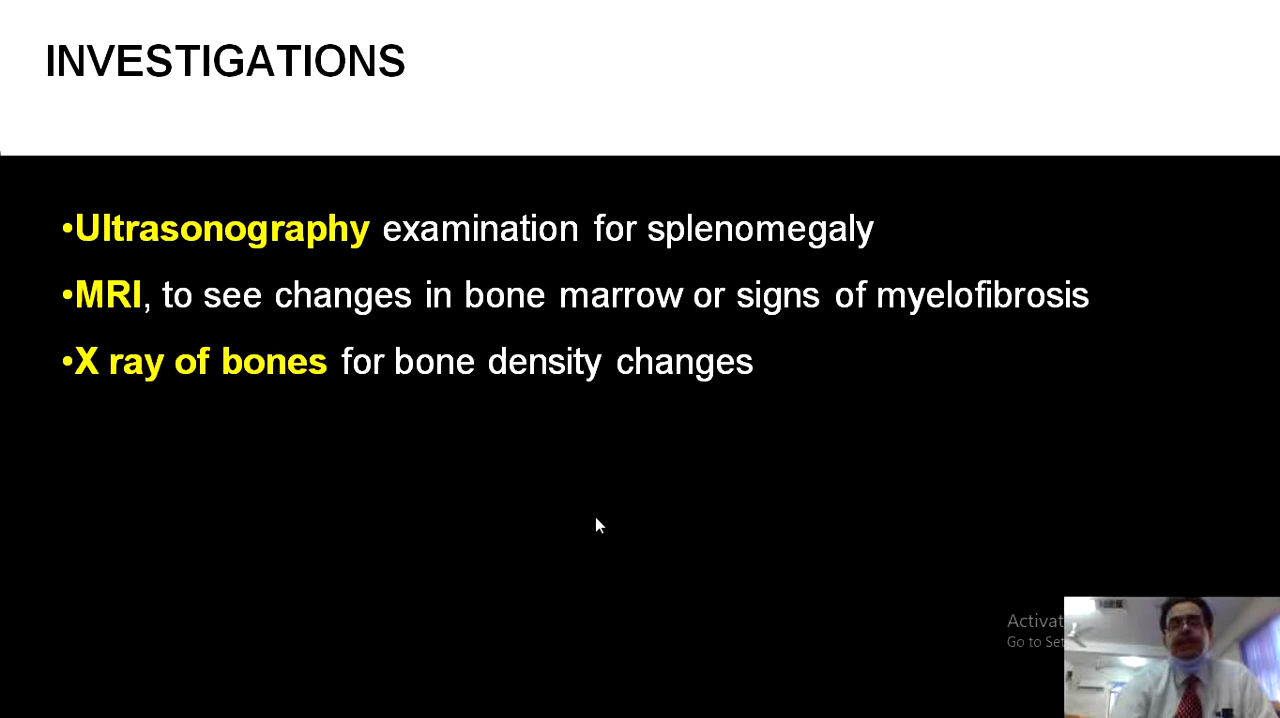 INVESTIGATIONS
•Ultrasonography examination for splenomegaly
•MRI, to see changes in bone marrow or signs of myelofibrosis
•X ray of bones for bone density changes
Activat
Go to Set